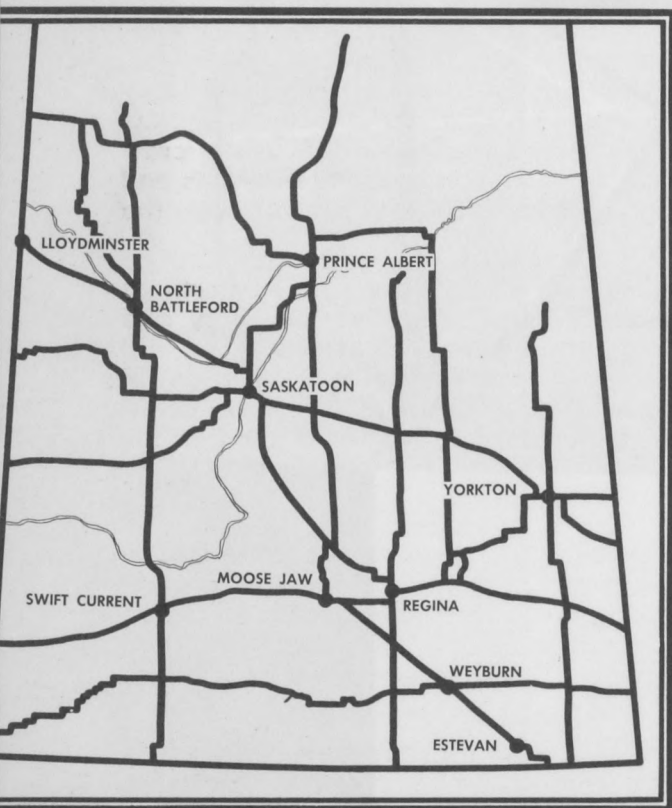 LLOYDMINSTER
PRINCE ALBERT
NORTH
BATTLEFORD
SASKATOON
YORKTON
MOOSE JAW
SWIFT CURRENT
REGINA
WEYBURN
ESTEVAN